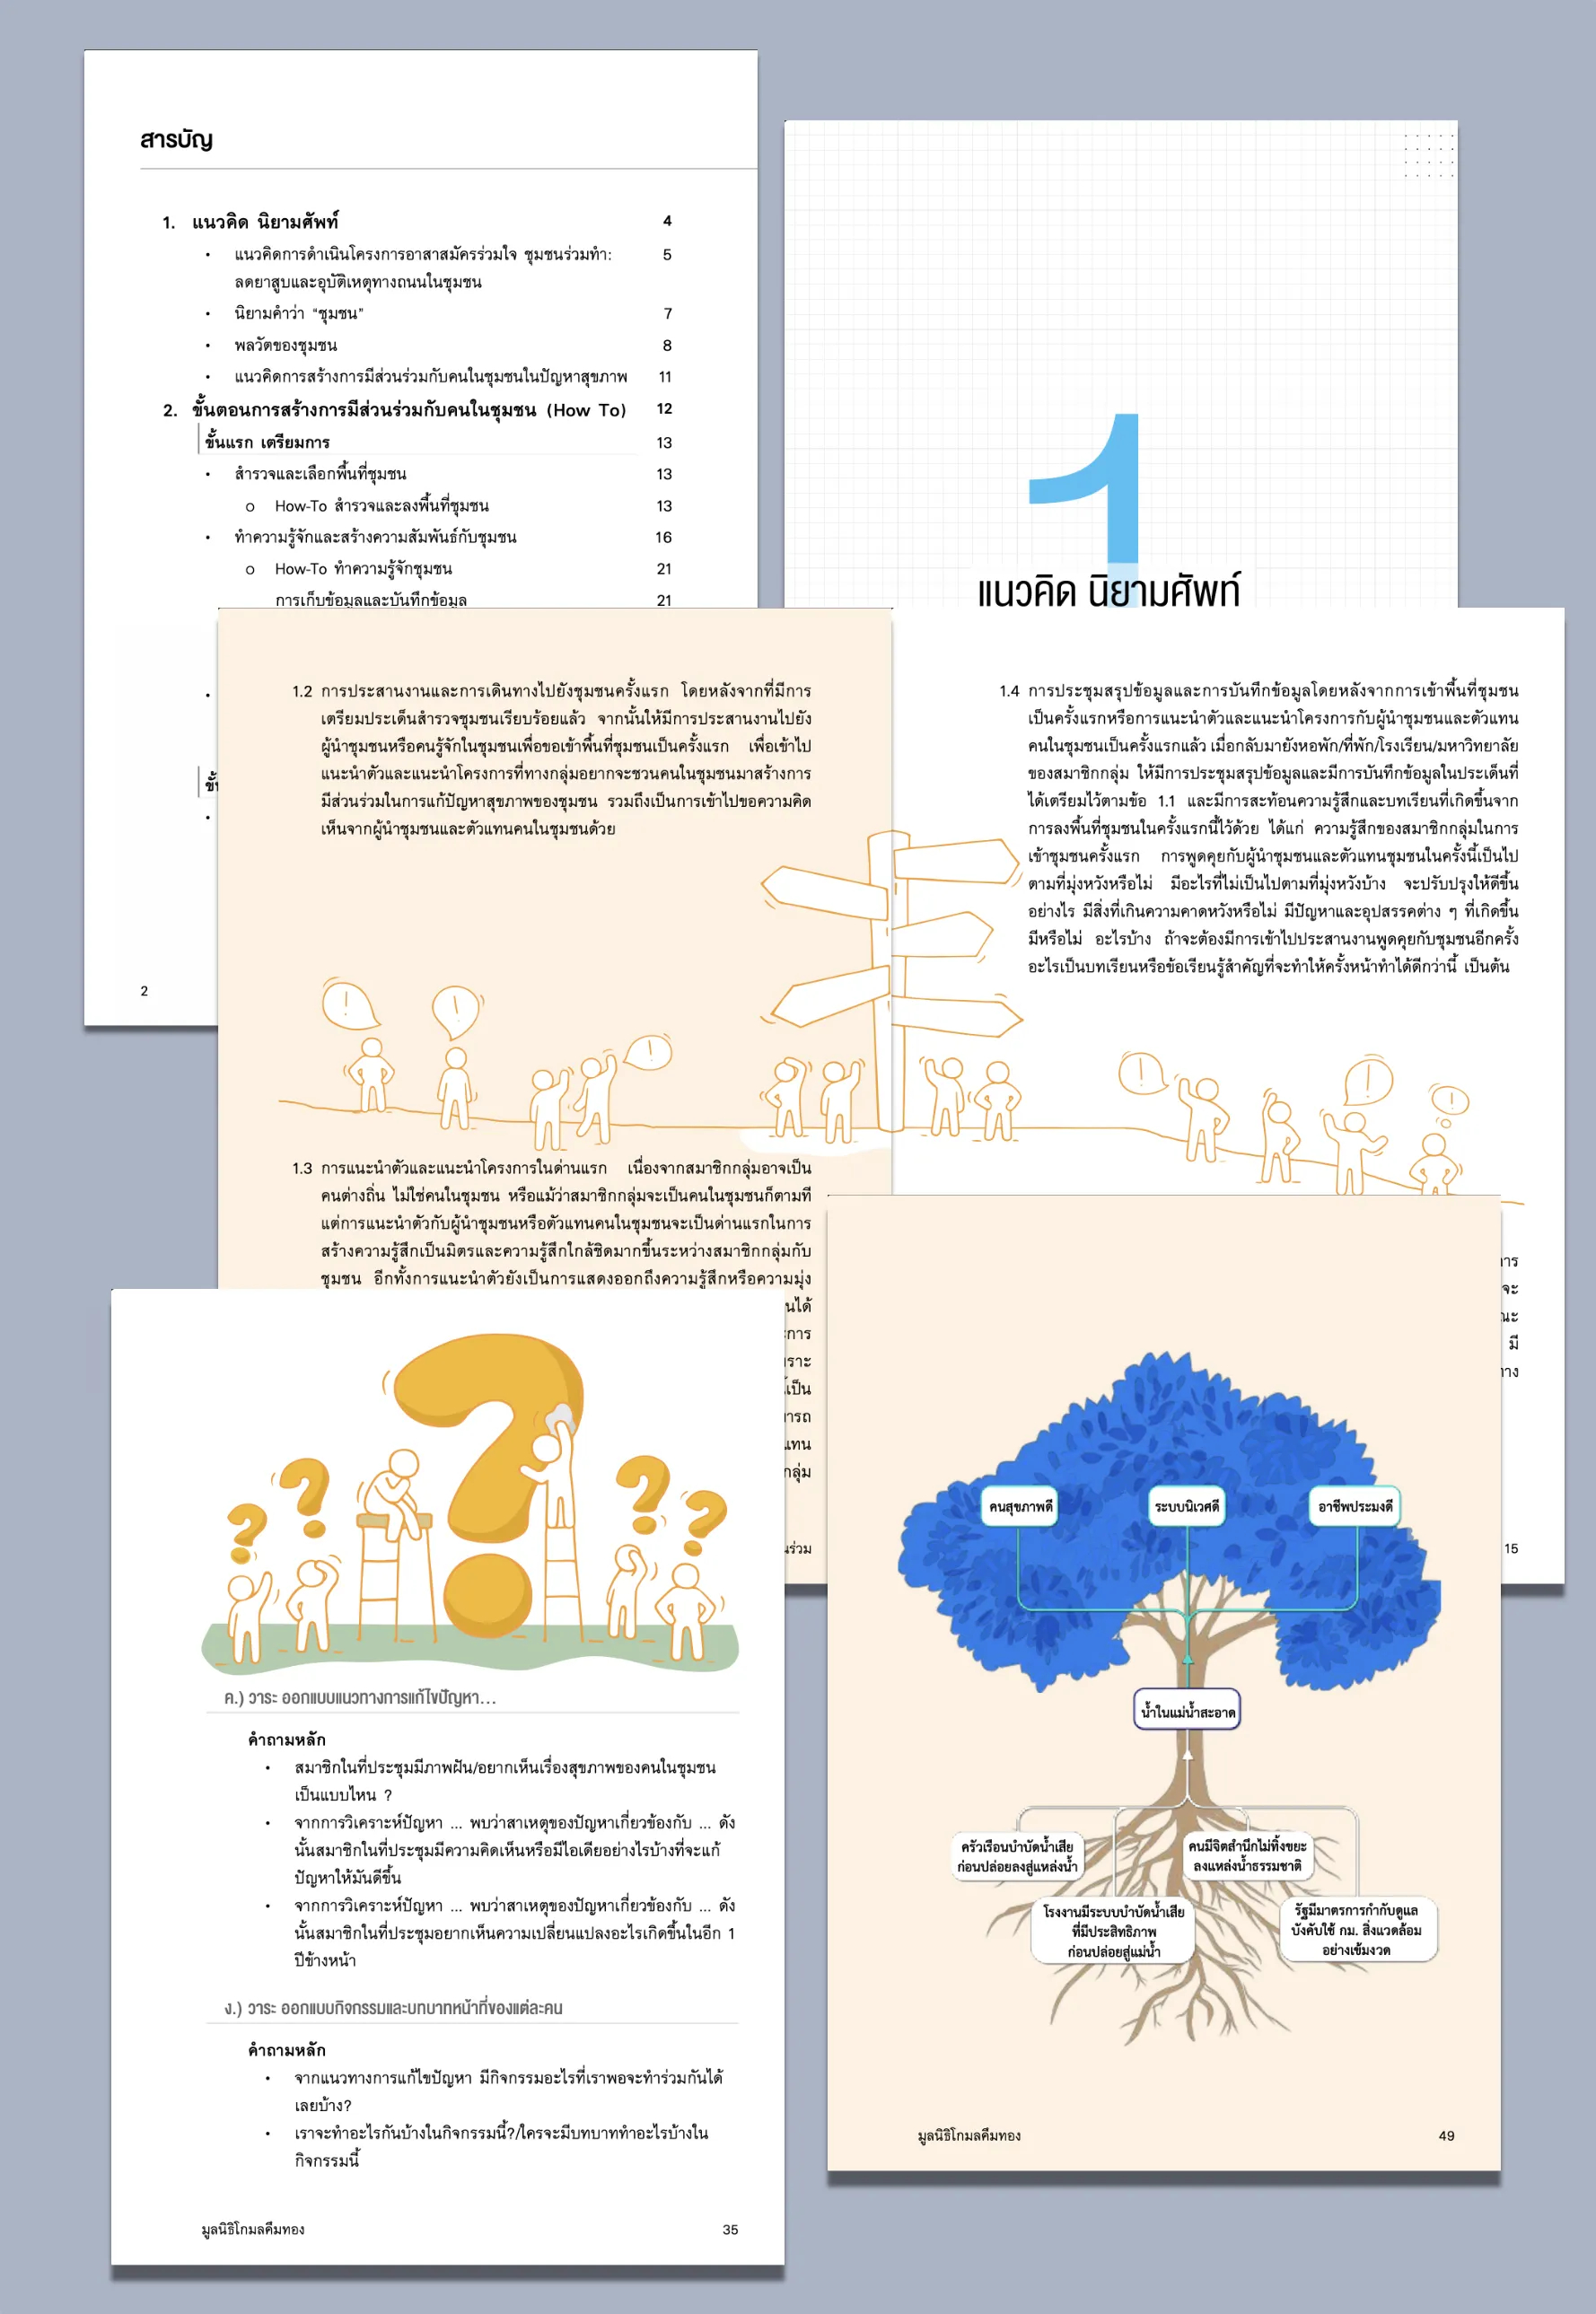 สารบัญ
1. แนวคิด นิยามศัพท์ 4
• แนวคิดการดำเนินโครงการอาสาสมัครร่วมใจ ชุมชนร่วมทำ: 5
ลดยาสูบและอุบัติเหตุทางถนนในชุมชน
• นิยามคำว่า “ชุมชน” 7
• พลวัตของชุมชน 8
• แนวคิดการสร้างการมีส่วนร่วมกับคนในชุมชนในปัญหาสุขภาพ 11
2. ขั้นตอนการสร้างการมีส่วนร่วมกับคนในชุมชน (How To) 12
ขั้นแรก เตรียมการ 13
• สำรวจและเลือกพื้นที่ชุมชน 13
o How-To สำรวจและลงพื้นที่ชุมชน 13
• ทำความรู้จักและสร้างความสัมพันธ์กับชุมชน 16
o How-To ทำความรู้จักชุมชน 21
การเก็บข้อมูลและบันทึกข้อมูล 21
2
1
แนวคิด นิยามศัพท์
1.2 การประสานงานและการเดินทางไปยังชุมชนครั้งแรก โดยหลังจากที่มีการ
เตรียมประเด็นสำรวจชุมชนเรียบร้อยแล้ว จากนั้นให้มีการประสานงานไปยัง
ผู้นำชุมชนหรือคนรู้จักในชุมชนเพื่อขอเข้าพื้นที่ชุมชนเป็นครั้งแรก เพื่อเข้าไป
แนะนำตัวและแนะนำโครงการที่ทางกลุ่มอยากจะชวนคนในชุมชนมาสร้างการ
มีส่วนร่วมในการแก้ปัญหาสุขภาพของชุมชน รวมถึงเป็นการเข้าไปขอความคิด
เห็นจากผู้นำชุมชนและตัวแทนคนในชุมชนด้วย
1.3 การแนะนำตัวและแนะนำโครงการในด่านแรก เนื่องจากสมาชิกกลุ่มอาจเป็น
คนต่างถิ่น ไม่ใช่คนในชุมชน หรือแม้ว่าสมาชิกกลุ่มจะเป็นคนในชุมชนก็ตามที
แต่การแนะนำตัวกับผู้นำชุมชนหรือตัวแทนคนในชุมชนจะเป็นด่านแรกในการ
สร้างความรู้สึกเป็นมิตรและความรู้สึกใกล้ชิดมากขึ้นระหว่างสมาชิกกลุ่มกับ
ชุมชน อีกทั้งการแนะนำตัวยังเป็นการแสดงออกถึงความรู้สึกหรือความมุ่ง
1.4 การประชุมสรุปข้อมูลและการบันทึกข้อมูลโดยหลังจากการเข้าพื้นที่ชุมชน
เป็นครั้งแรกหรือการแนะนำตัวและแนะนำโครงการกับผู้นำชุมชนและตัวแทน
คนในชุมชนเป็นครั้งแรกแล้ว เมื่อกลับมายังหอพัก/ที่พัก/โรงเรียน/มหาวิทยาลัย
ของสมาชิกกลุ่ม ให้มีการประชุมสรุปข้อมูลและมีการบันทึกข้อมูลในประเด็นที่
ได้เตรียมไว้ตามข้อ 1.1 และมีการสะท้อนความรู้สึกและบทเรียนที่เกิดขึ้นจาก
การลงพื้นที่ชุมชนในครั้งแรกนี้ไว้ด้วย ได้แก่ ความรู้สึกของสมาชิกกลุ่มในการ
เข้าชุมชนครั้งแรก การพูดคุยกับผู้นำชุมชนและตัวแทนชุมชนในครั้งนี้เป็นไป
ตามที่มุ่งหวังหรือไม่ มีอะไรที่ไม่เป็นไปตามที่มุ่งหวังบ้าง จะปรับปรุงให้ดีขึ้น
อย่างไร มีสิ่งที่เกินความคาดหวังหรือไม่ มีปัญหาและอุปสรรคต่าง ๆ ที่เกิดขึ้น
มีหรือไม่ อะไรบ้าง ถ้าจะต้องมีการเข้าไปประสานงานพูดคุยกับชุมชนอีกครั้ง
อะไรเป็นบทเรียนหรือข้อเรียนรู้สำคัญที่จะทำให้ครั้งหน้าทำได้ดีกว่านี้ เป็นต้น
15
ค.) วาระ ออกแบบแนวทางการแก้ไขปัญหา...
คำถามหลัก
• สมาชิกในที่ประชุมมีภาพฝัน/อยากเห็นเรื่องสุขภาพของคนในชุมชน
เป็นแบบไหน ?
• จากการวิเคราะห์ปัญหา ... พบว่าสาเหตุของปัญหาเกี่ยวข้องกับ ... ดัง
นั้นสมาชิกในที่ประชุมมีความคิดเห็นหรือมีไอเดียอย่างไรบ้างที่จะแก้
ปัญหาให้มันดีขึ้น
• จากการวิเคราะห์ปัญหา ... พบว่าสาเหตุของปัญหาเกี่ยวข้องกับ ... ดัง
นั้นสมาชิกในที่ประชุมอยากเห็นความเปลี่ยนแปลงอะไรเกิดขึ้นในอีก 1
ปีข้างหน้า
ง.) วาระ ออกแบบกิจกรรมและบทบาทหน้าที่ของแต่ละคน
คำถามหลัก
• จากแนวทางการแก้ไขปัญหา มีกิจกรรมอะไรที่เราพอจะทำร่วมกันได้
เลยบ้าง?
• เราจะทำอะไรกันบ้างในกิจกรรมนี้?/ใครจะมีบทบาททำอะไรบ้างใน
กิจกรรมนี้
มูลนิธิโกมลคีมทอง 35
คนสุขภาพดี
ระบบนิเวศดี
อาชีพประมงดี
น้ำในแม่น้ำสะอาด
ครัวเรือนบำบัดน้ำเสีย
ก่อนปล่อยลงสู่แหล่งน้ำ
คนมีจิตสำนึกไม่ทิ้งขยะ
ลงแหล่งน้ำธรรมชาติ
โรงงานมีระบบบำบัดน้ำเสีย
ที่มีประสิทธิภาพ
ก่อนปล่อยสู่แม่น้ำ
รัฐมีมาตรการกำกับดูแล
บังคับใช้ กม. สิ่งแวดล้อม
อย่างเข้มงวด
มูลนิธิโกมลคีมทอง 49